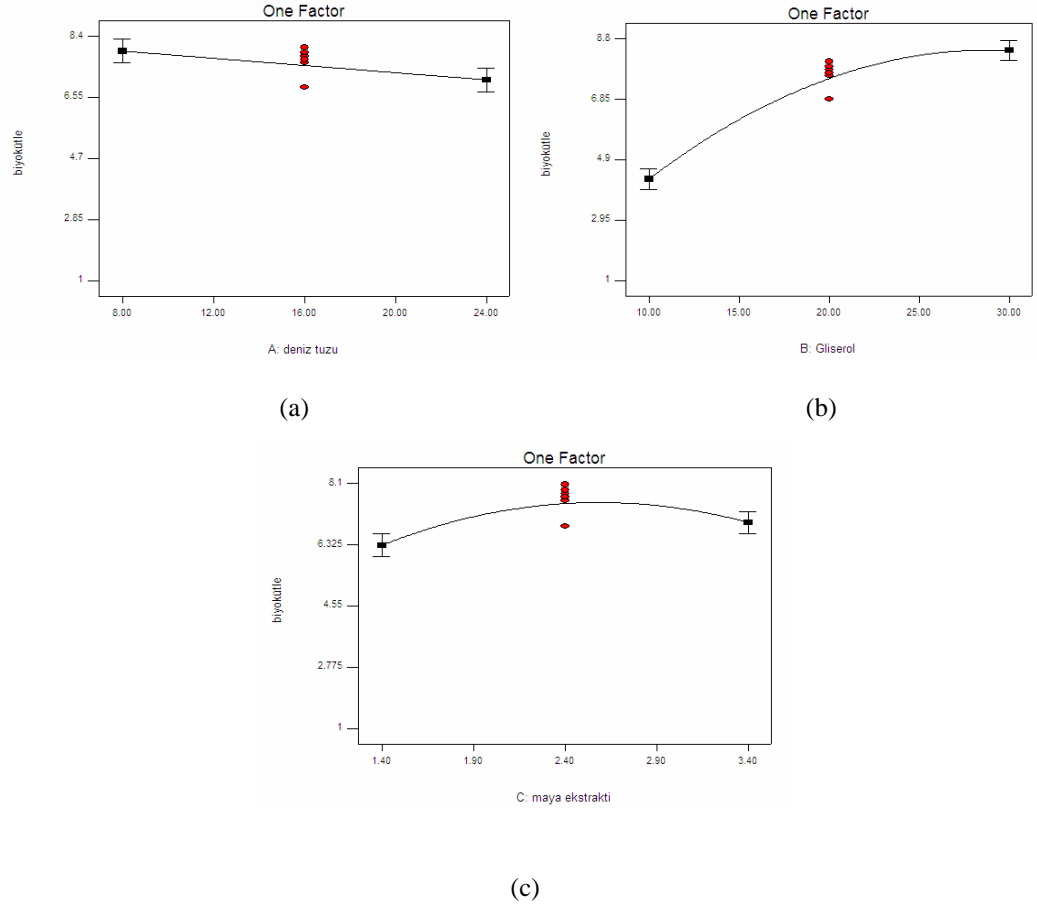 One Factor
8.4
6.55
4.7
2.85
1
biyokütle
8.00 12.00 16.00 20.00 24.00
A: deniz tuzu
(a)
One Factor
8.8
6.85
4.9
2.95
1
biyokütle
10.00 15.00 20.00 25.00 30.00
B: Gliserol
(b)
One Factor
8.1
6.325
4.55
2.775
1
biyokütle
1.40 1.90 2.40 2.90 3.40
C: maya ekstrakti
(c)